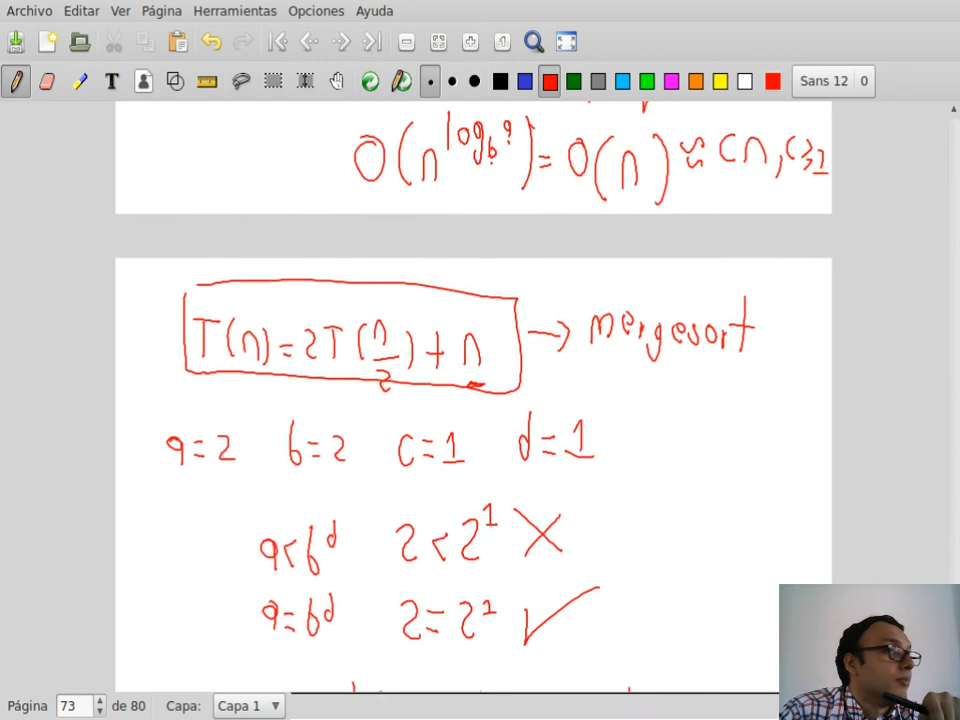 Archivo Editar Ver Página Herramientas Opciones Ayuda
Sans 12 0
O(n^log_b a) = O(n) ≈ Cn, C≥1
T(n)=2T(n/2)+n → mergesort
a=2 b=2 c=1 d=1
a<b^d 2<2^1 X
a=b^d 2=2^1 ✓
Página 73 de 80 Capa: Capa 1